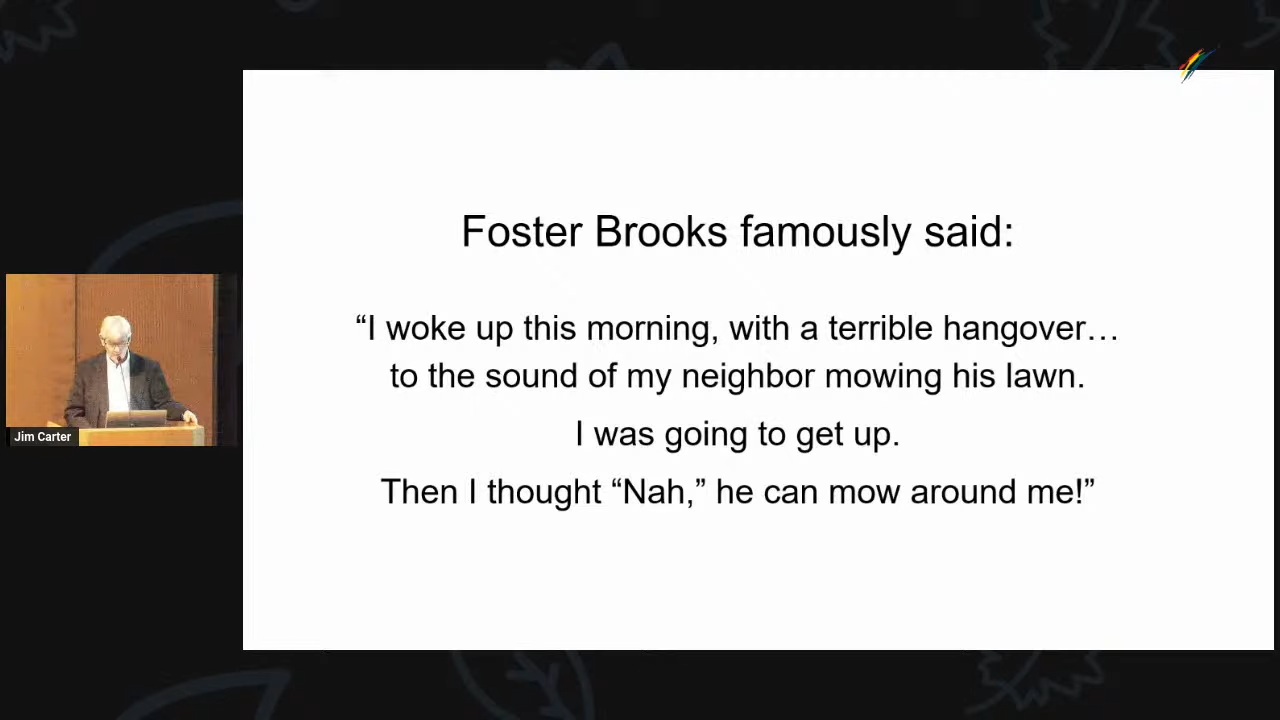 Foster Brooks famously said:
“I woke up this morning, with a terrible hangover…
to the sound of my neighbor mowing his lawn.
I was going to get up.
Then I thought “Nah,” he can mow around me!”
Jim Carter